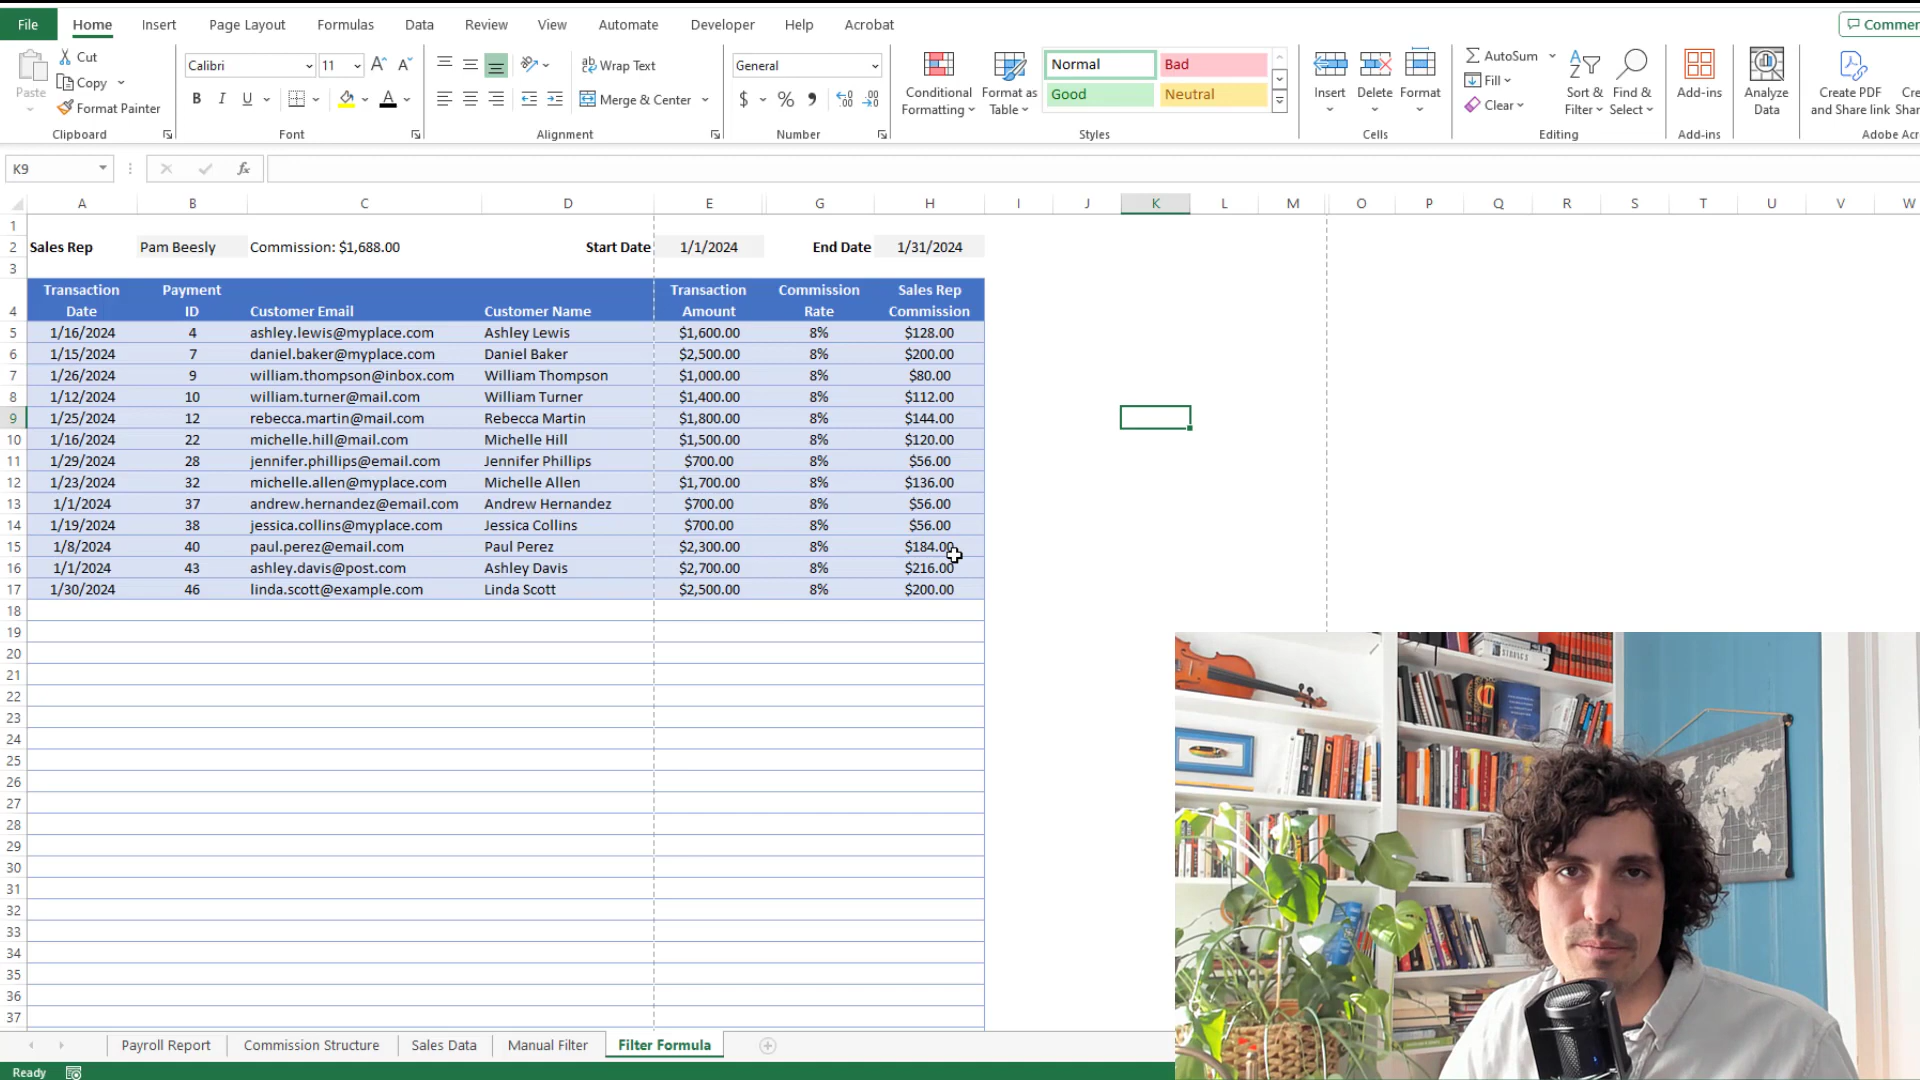 File Home Insert Page Layout Formulas Data Review View Automate Developer Help Acrobat
Paste
Cut
Copy
Format Painter
Clipboard
Calibri 11
B I U
Font
Wrap Text
Merge & Center
Alignment
General
$ % ,
Number
Conditional Formatting
Format as Table
Normal Bad
Good Neutral
Styles
Insert Delete Format
Cells
AutoSum
Fill
Clear
Sort & Filter
Find & Select
Editing
Add-ins
Add-ins
Analyze Data
Create PDF and Share link
Adobe Acr
K9 fx
A B C D E G H I J K L M O P Q R S T U V W
1
2 Sales Rep Pam Beesly Commission: $1,688.00 Start Date 1/1/2024 End Date 1/31/2024
3
4 Transaction Date Payment ID Customer Email Customer Name Transaction Amount Commission Rate Sales Rep Commission
5 1/16/2024 4 ashley.lewis@myplace.com Ashley Lewis $1,600.00 8% $128.00
6 1/15/2024 7 daniel.baker@myplace.com Daniel Baker $2,500.00 8% $200.00
7 1/26/2024 9 william.thompson@inbox.com William Thompson $1,000.00 8% $80.00
8 1/12/2024 10 william.turner@mail.com William Turner $1,400.00 8% $112.00
9 1/25/2024 12 rebecca.martin@mail.com Rebecca Martin $1,800.00 8% $144.00
10 1/16/2024 22 michelle.hill@mail.com Michelle Hill $1,500.00 8% $120.00
11 1/29/2024 28 jennifer.phillips@email.com Jennifer Phillips $700.00 8% $56.00
12 1/23/2024 32 michelle.allen@myplace.com Michelle Allen $1,700.00 8% $136.00
13 1/1/2024 37 andrew.hernandez@email.com Andrew Hernandez $700.00 8% $56.00
14 1/19/2024 38 jessica.collins@myplace.com Jessica Collins $700.00 8% $56.00
15 1/8/2024 40 paul.perez@email.com Paul Perez $2,300.00 8% $184.00
16 1/1/2024 43 ashley.davis@post.com Ashley Davis $2,700.00 8% $216.00
17 1/30/2024 46 linda.scott@example.com Linda Scott $2,500.00 8% $200.00
18
19
20
21
22
23
24
25
26
27
28
29
30
31
32
33
34
35
36
37
Payroll Report Commission Structure Sales Data Manual Filter Filter Formula
Ready